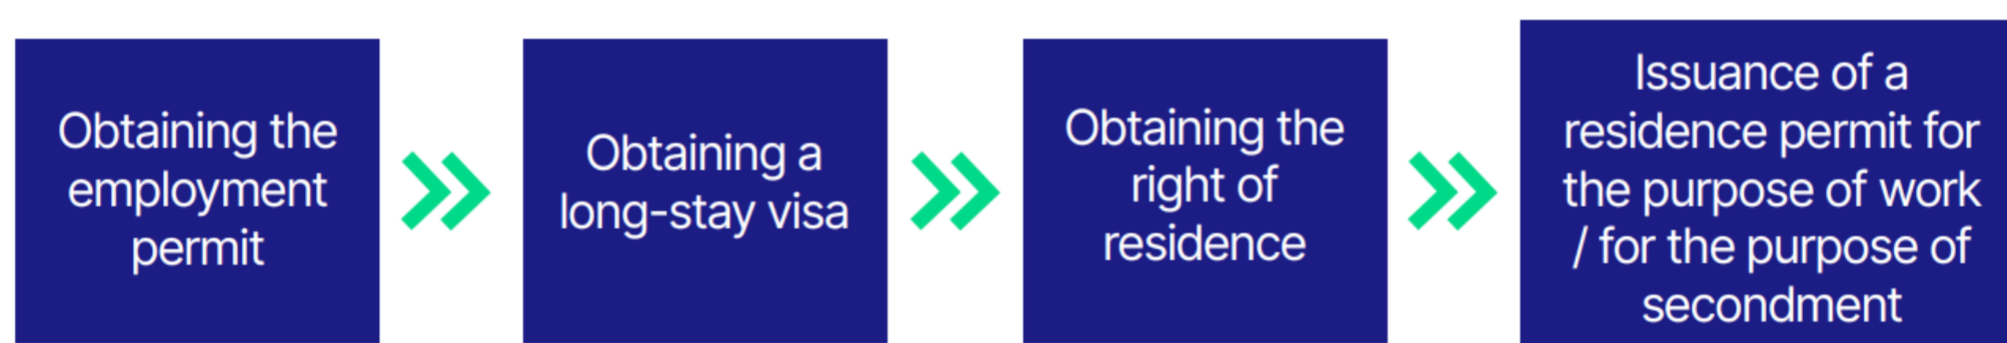 Obtaining the
employment
permit
Obtaining a
long-stay visa
Obtaining the
right of
residence
Issuance of a
residence permit for
the purpose of work
/ for the purpose of
secondment